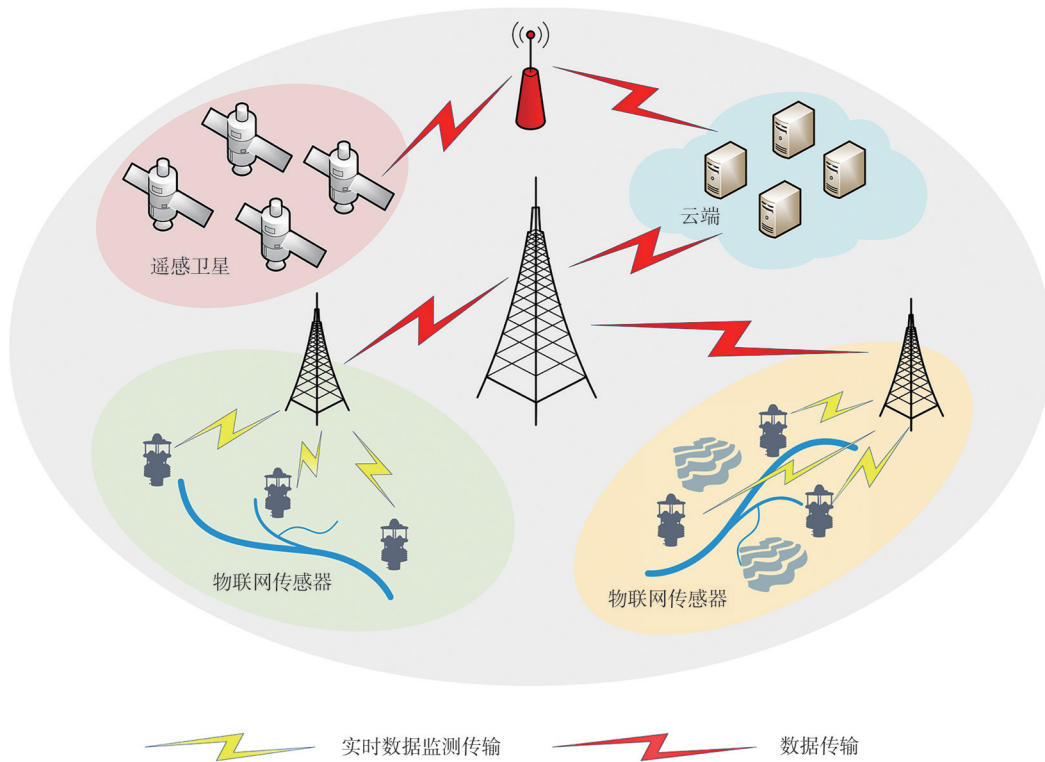 云端
遥感卫星
物联网传感器
物联网传感器
实时数据监测传输
数据传输